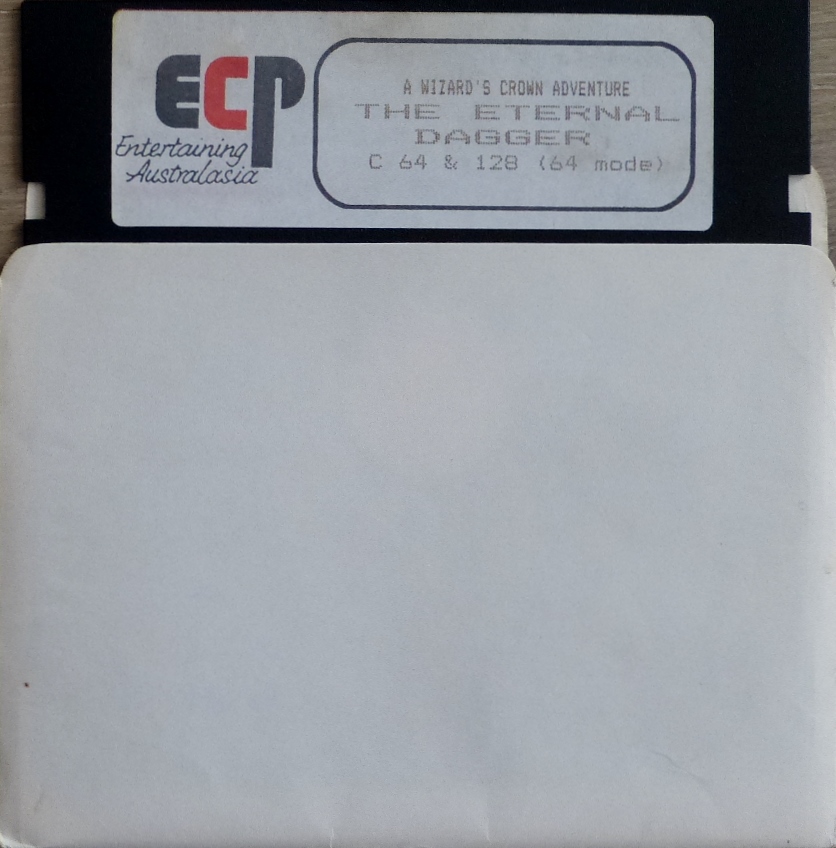 ECP
Entertaining
Australasia
A WIZARD'S CROWN ADVENTURE
THE ETERNAL
DAGGER
C 64 & 128 (64 mode)